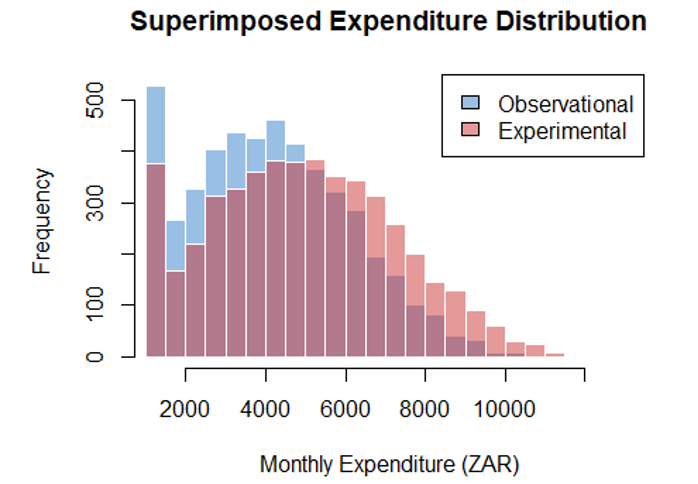 Superimposed Expenditure Distribution
Observational
Experimental
Frequency
500
300
100
0
2000 4000 6000 8000 10000
Monthly Expenditure (ZAR)